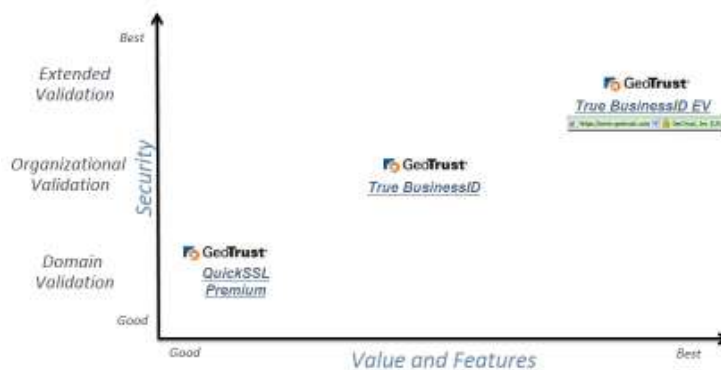 Best
Extended
Validation
GeoTrust
True BusinessID EV
Organizational
Validation
Security
GeoTrust
True BusinessID
Domain
Validation
GeoTrust
QuickSSL
Premium
Good
Good
Value and Features
Best